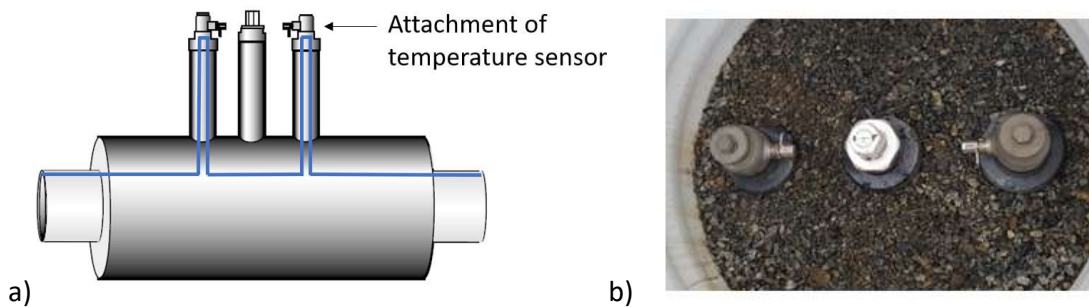 Attachment of
temperature sensor
a)
b)